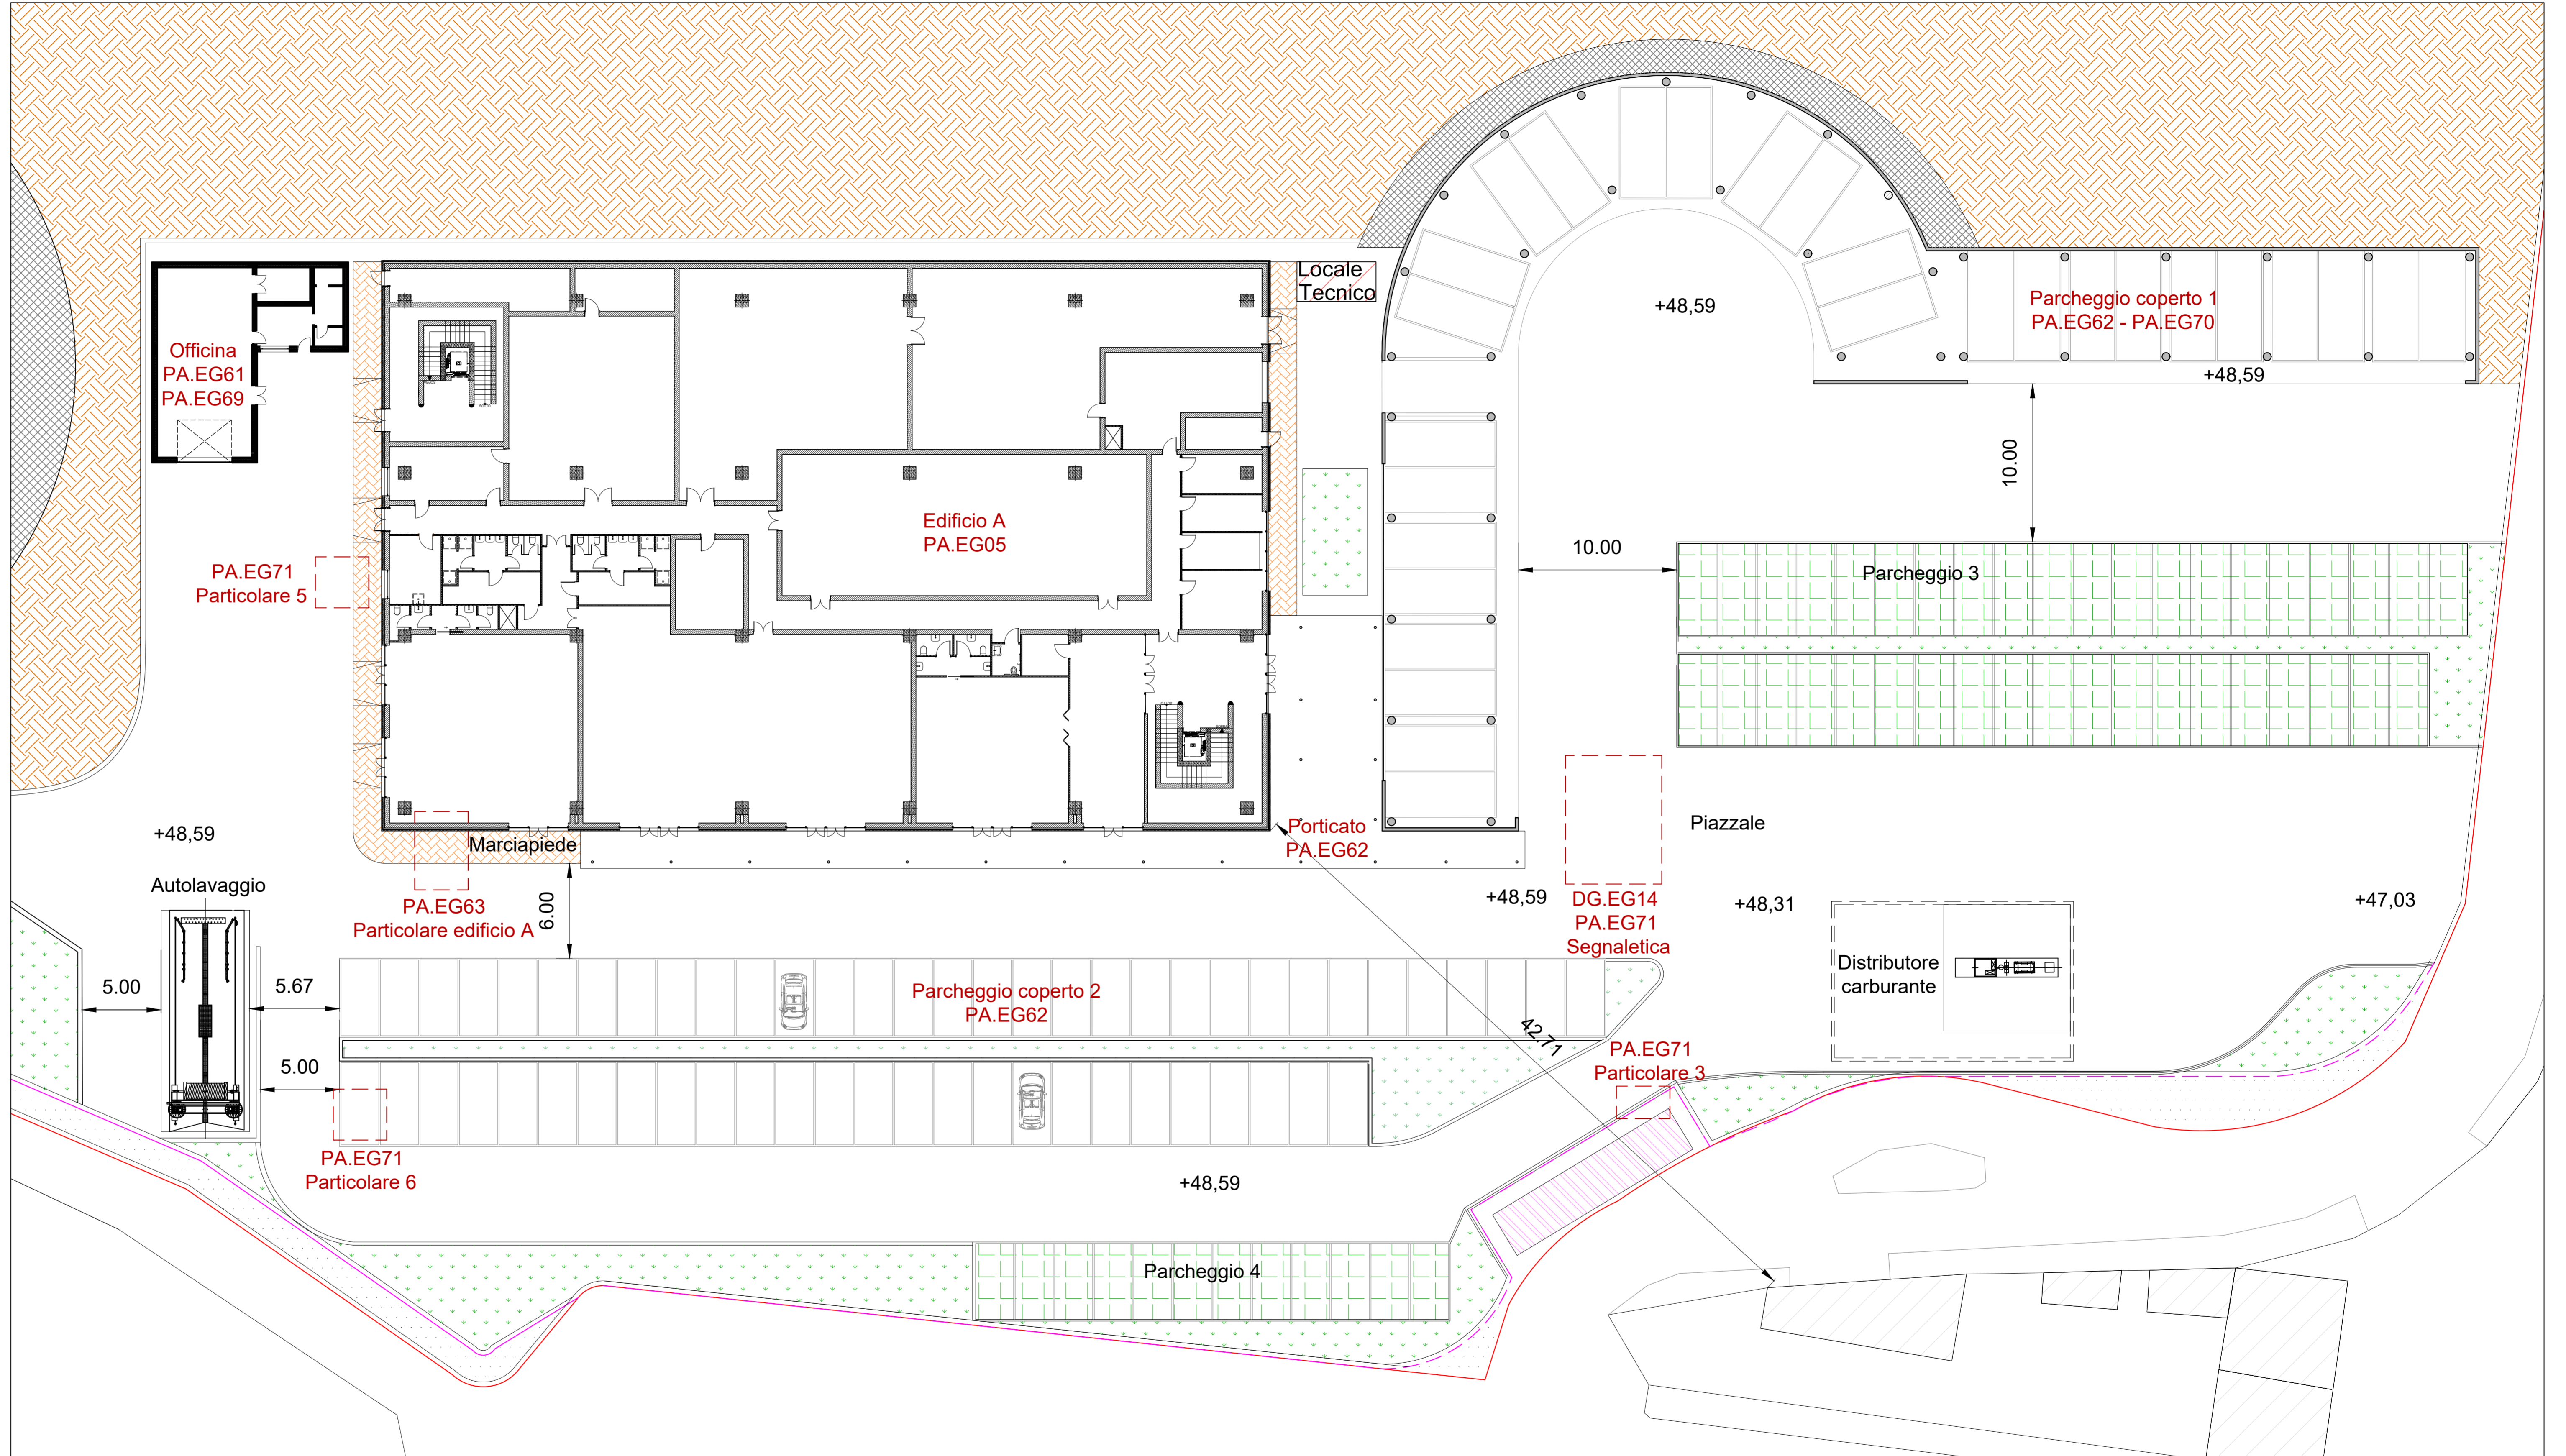 Locale
Tecnico
+48,59
Parcheggio coperto 1
PA.EG62 - PA.EG70
+48,59
Officina
PA.EG61
PA.EG69
10.00
Edificio A
PA.EG05
10.00
PA.EG71
Particolare 5
Parcheggio 3
+48,59
Marciapiede
Porticato
PA.EG62
Piazzale
Autolavaggio
PA.EG63
Particolare edificio A
6.00
+48,59
DG.EG14
PA.EG71
Segnaletica
+48,31
+47,03
5.00
5.67
Parcheggio coperto 2
PA.EG62
Distributore
carburante
42.71
5.00
PA.EG71
Particolare 3
PA.EG71
Particolare 6
+48,59
Parcheggio 4